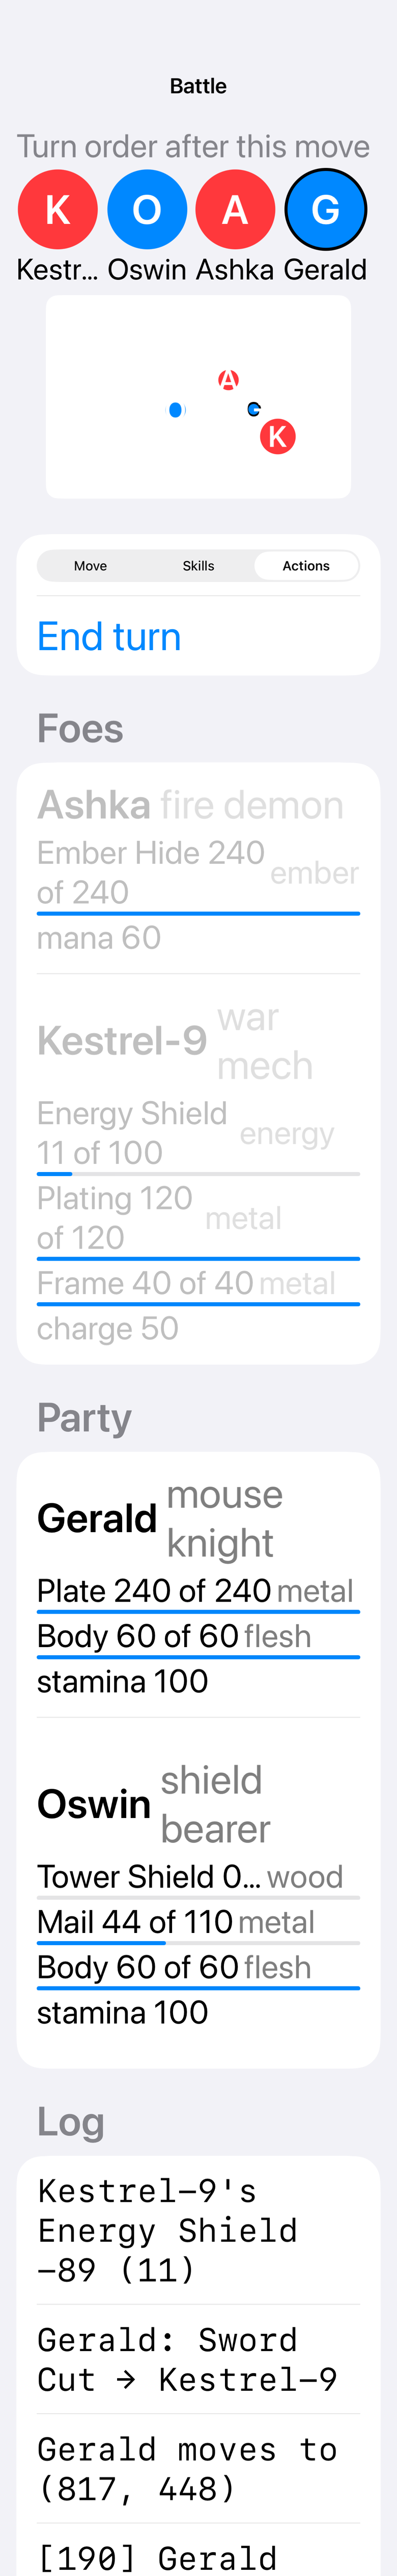 Battle
Turn order after this move
K O A G
Kestr... Oswin Ashka Gerald
A
K
Move Skills Actions
End turn
Foes
Ashka fire demon
Ember Hide 240
of 240
ember
mana 60
Kestrel-9 war
mech
Energy Shield
11 of 100
energy
Plating 120
of 120
metal
Frame 40 of 40 metal
charge 50
Party
Gerald mouse
knight
Plate 240 of 240 metal
Body 60 of 60 flesh
stamina 100
Oswin shield
bearer
Tower Shield 0... wood
Mail 44 of 110 metal
Body 60 of 60 flesh
stamina 100
Log
Kestrel-9's
Energy Shield
-89 (11)
Gerald: Sword
Cut → Kestrel-9
Gerald moves to
(817, 448)
[190] Gerald